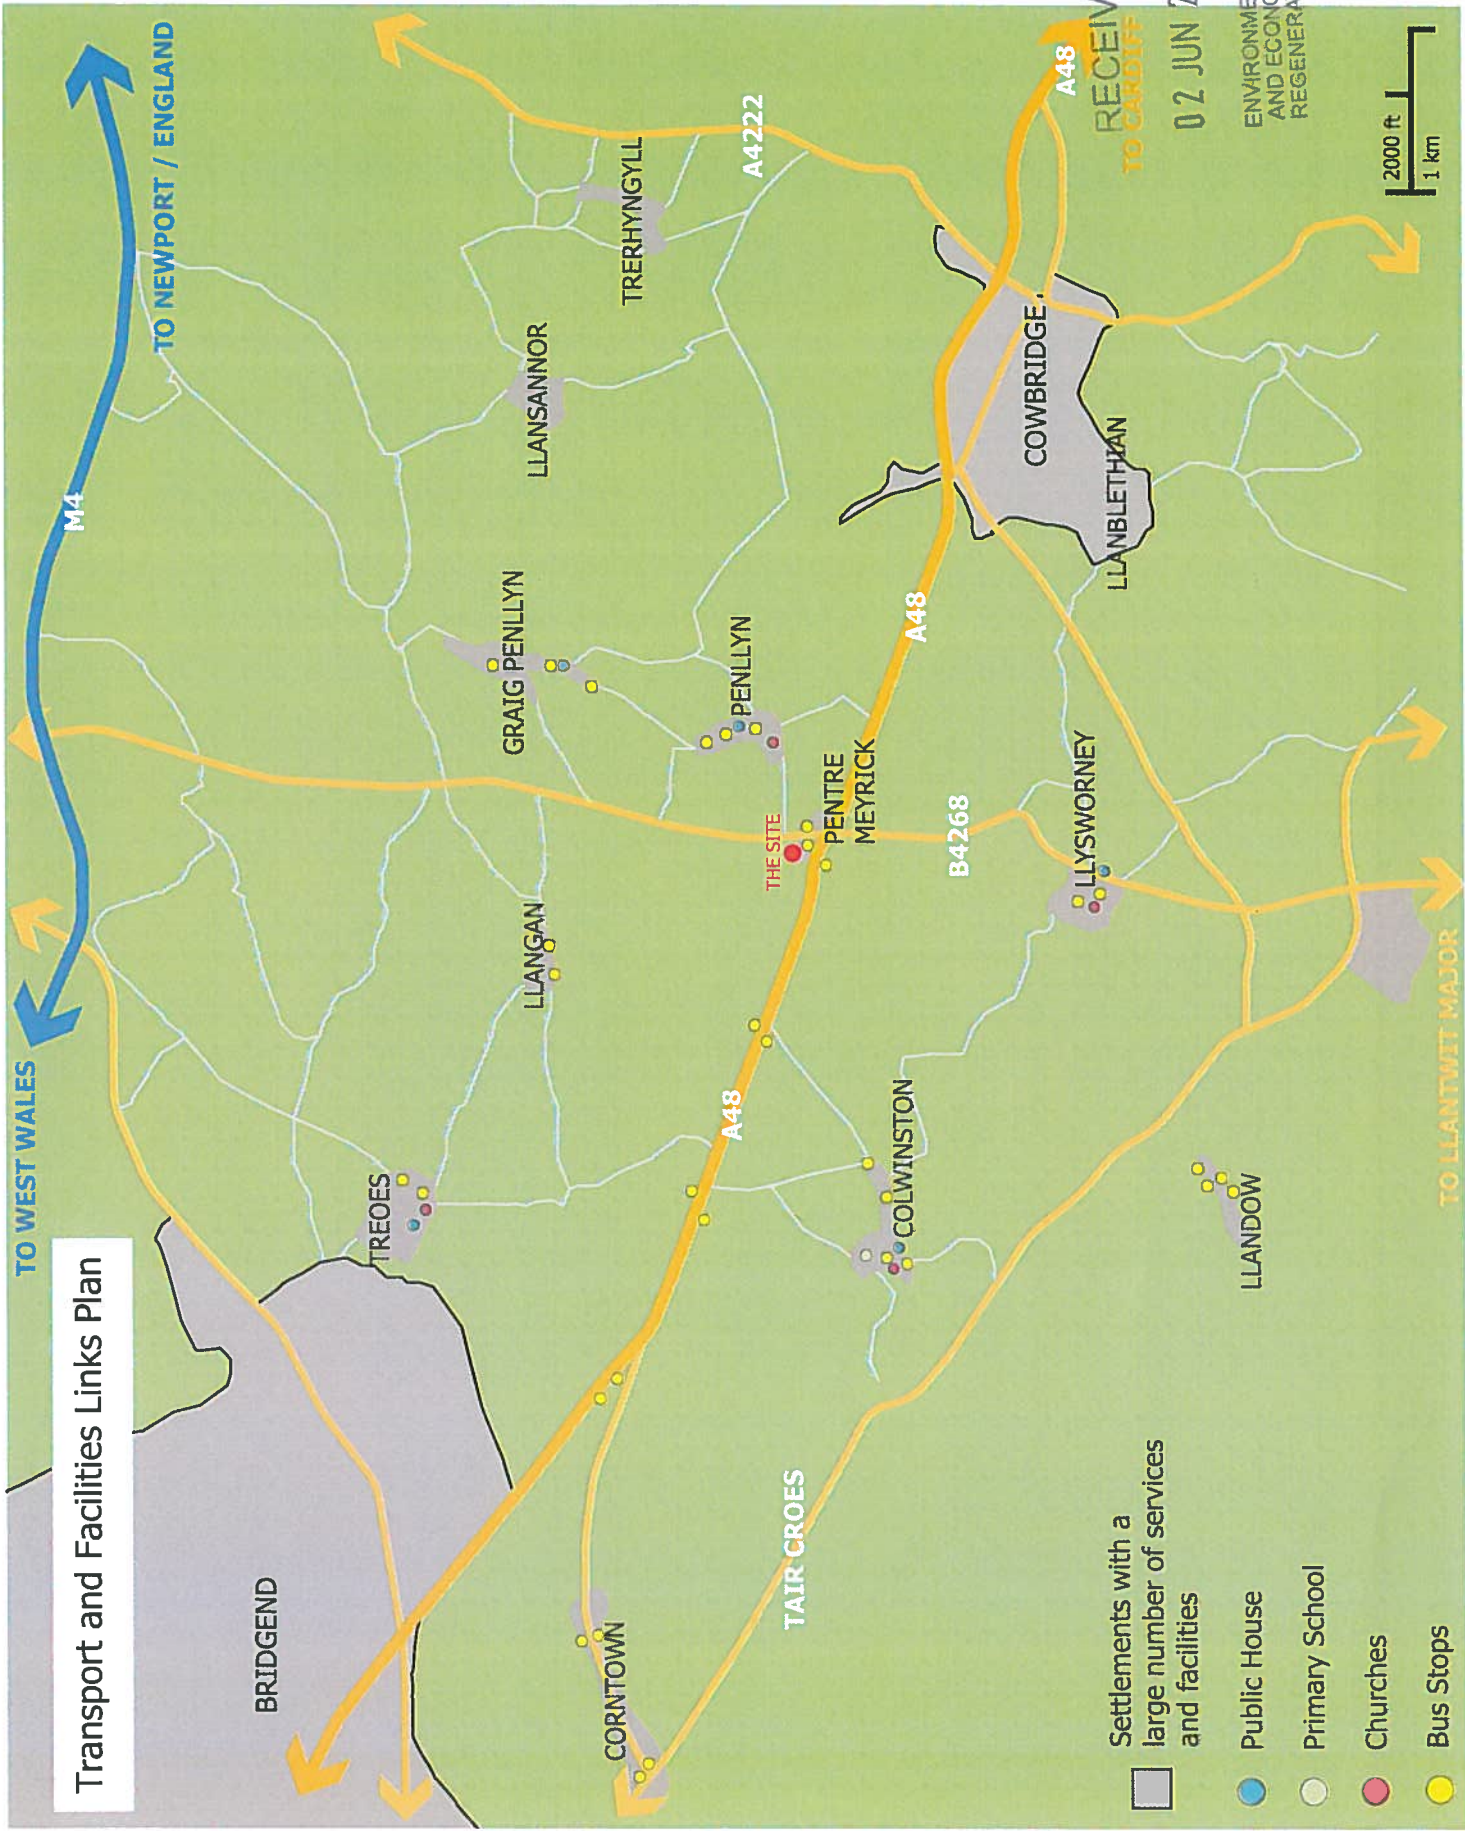 Transport and Facilities Links Plan
TO WEST WALES
M4
TO NEWPORT / ENGLAND
BRIDGEND
TREOES
LLANGAN
GRAIG PENLLYN
LLANSANNOR
TRERHYNGYLL
A4222
PENLLYN
THE SITE
PENTRE
MEYRICK
A48
A48
A48
CORNTOWN
TAIR CROES
COLWINSTON
B4268
LLYSWORNEY
COWBRIDGE
LLANBLETHIAN
LLANDOW
TO LLANTWIT MAJOR
TO CARDIFF
RECEIV
02 JUN 2
ENVIRONME
AND ECONO
REGENERA
2000 ft
1 km
Settlements with a
large number of services
and facilities
Public House
Primary School
Churches
Bus Stops